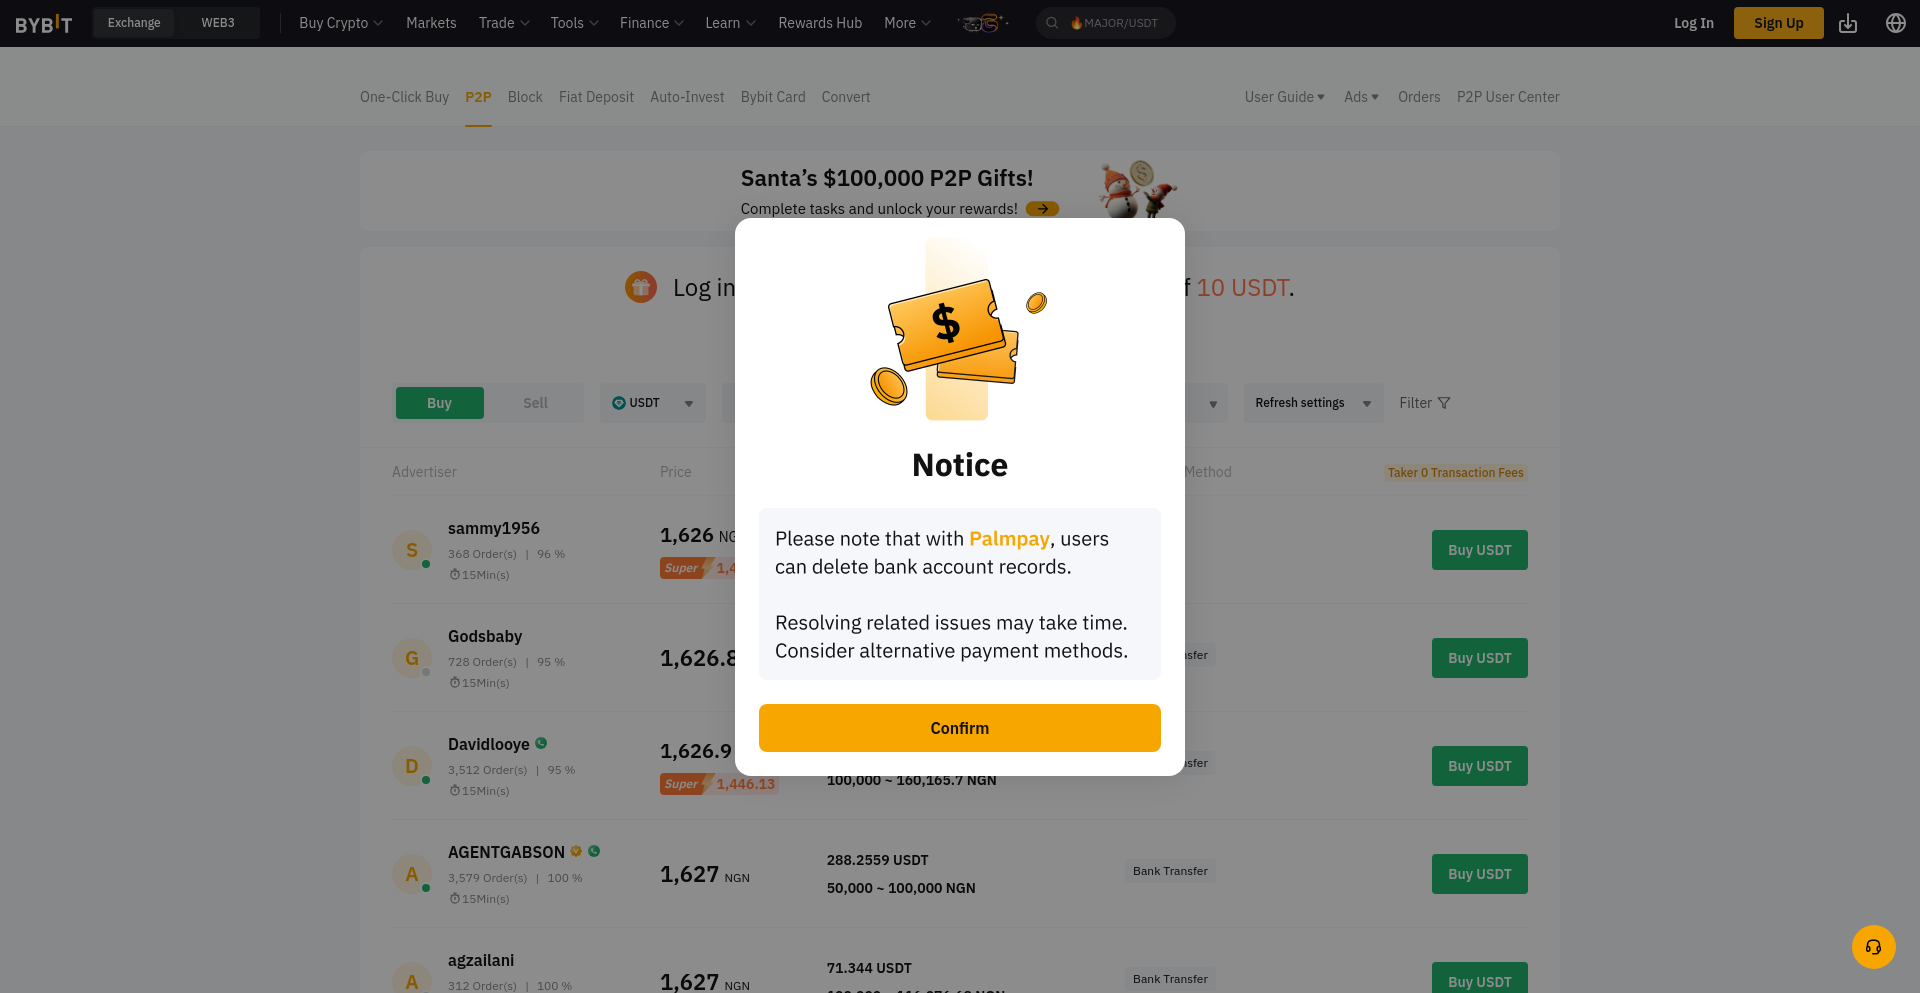 BYBIT
Exchange
WEB3
Buy Crypto
Markets
Trade
Tools
Finance
Learn
Rewards Hub
More
MAJOR/USDT
Log In
Sign Up
One-Click Buy
P2P
Block
Fiat Deposit
Auto-Invest
Bybit Card
Convert
User Guide
Ads
Orders
P2P User Center
Santa’s $100,000 P2P Gifts!
Complete tasks and unlock your rewards!
Log in
10 USDT.
Buy
Sell
USDT
Refresh settings
Filter
Advertiser
Price
Method
Taker 0 Transaction Fees
sammy1956
368 Order(s) | 96 %
15Min(s)
1,626
Super
Buy USDT
Godsbaby
728 Order(s) | 95 %
15Min(s)
1,626.8
Buy USDT
Davidlooye
3,512 Order(s) | 95 %
15Min(s)
1,626.9
Super 1,446.13
100,000 ~ 160,165.7 NGN
Buy USDT
AGENTGABSON
3,579 Order(s) | 100 %
15Min(s)
1,627 NGN
288.2559 USDT
50,000 ~ 100,000 NGN
Bank Transfer
Buy USDT
agzailani
312 Order(s) | 100 %
1,627 NGN
71.344 USDT
Bank Transfer
Buy USDT
$
Notice
Please note that with Palmpay, users
can delete bank account records.
Resolving related issues may take time.
Consider alternative payment methods.
Confirm